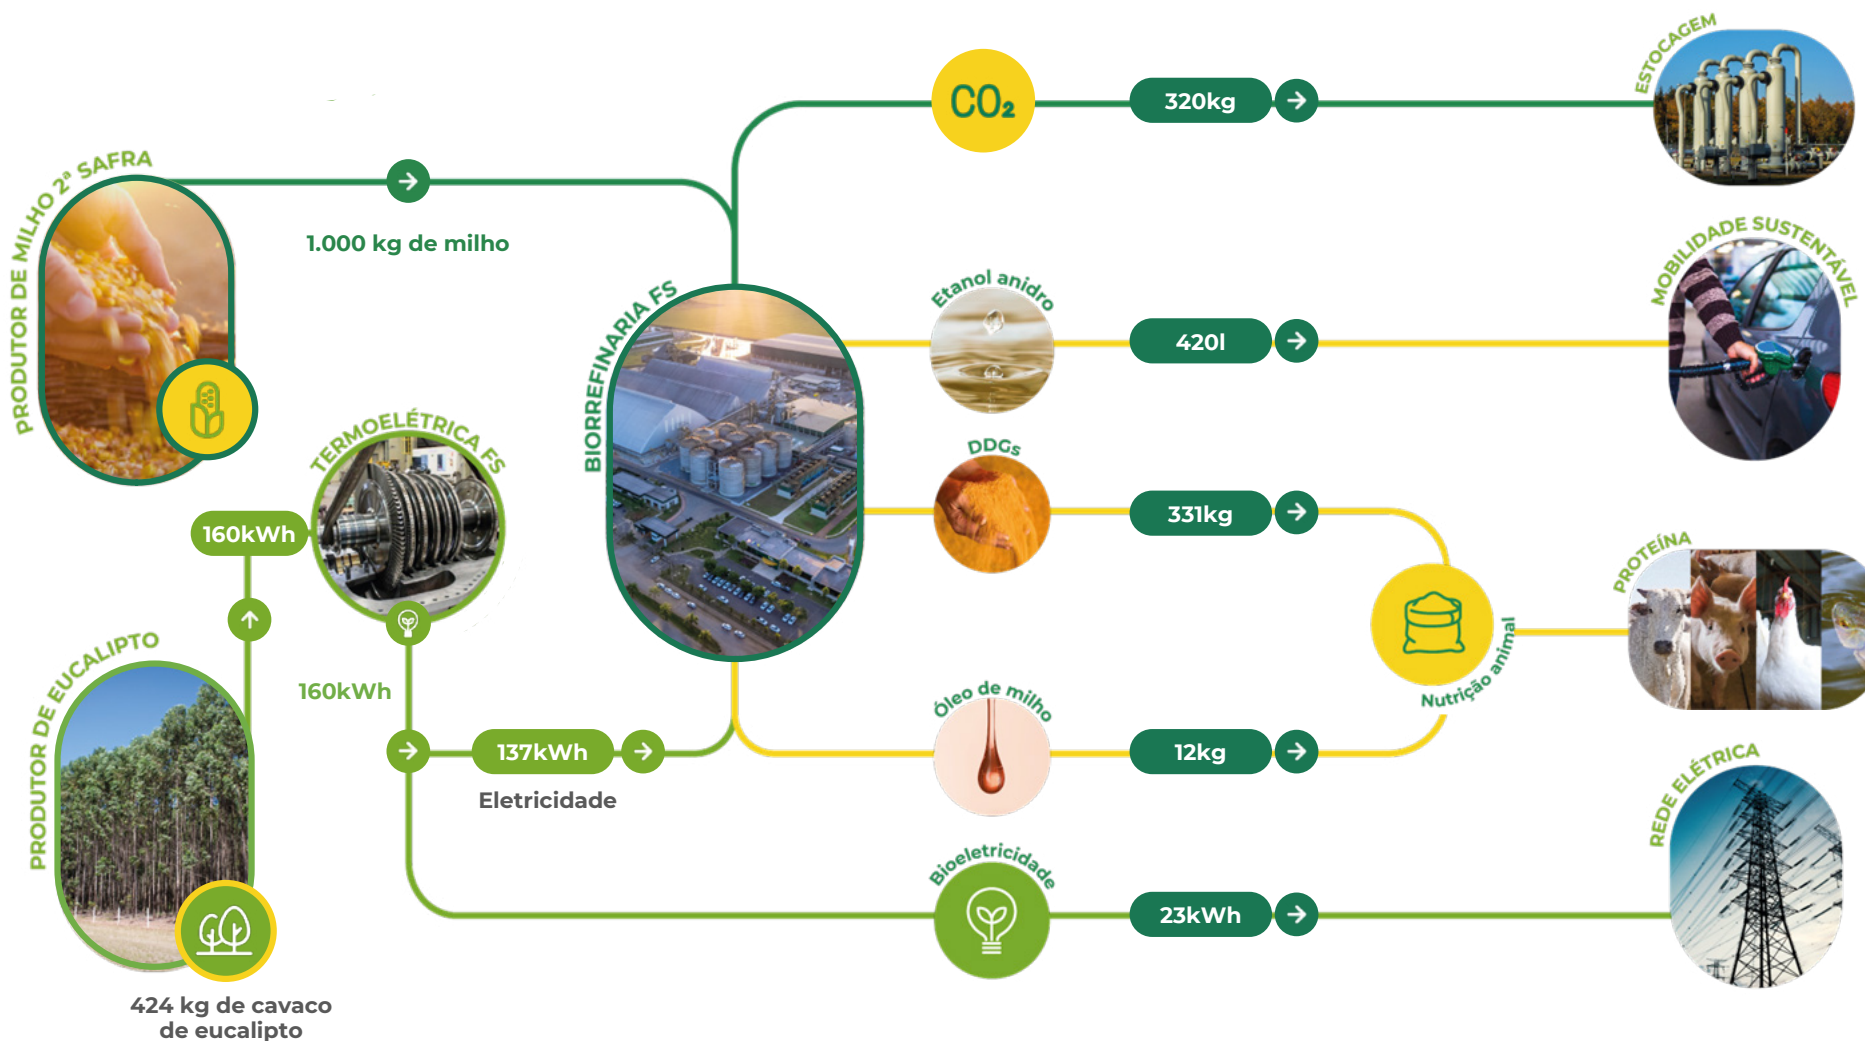 PRODUTOR DE MILHO 2ª SAFRA
1.000 kg de milho
CO₂
320kg
ESTOCAGEM
BIORREFINARIA FS
Etanol anidro
420l
MOBILIDADE SUSTENTÁVEL
TERMOELÉTRICA FS
160kWh
DDGs
331kg
Nutrição animal
PROTEÍNA
PRODUTOR DE EUCALIPTO
160kWh
137kWh
Eletricidade
Óleo de milho
12kg
Bioeletricidade
23kWh
REDE ELÉTRICA
424 kg de cavaco
de eucalipto